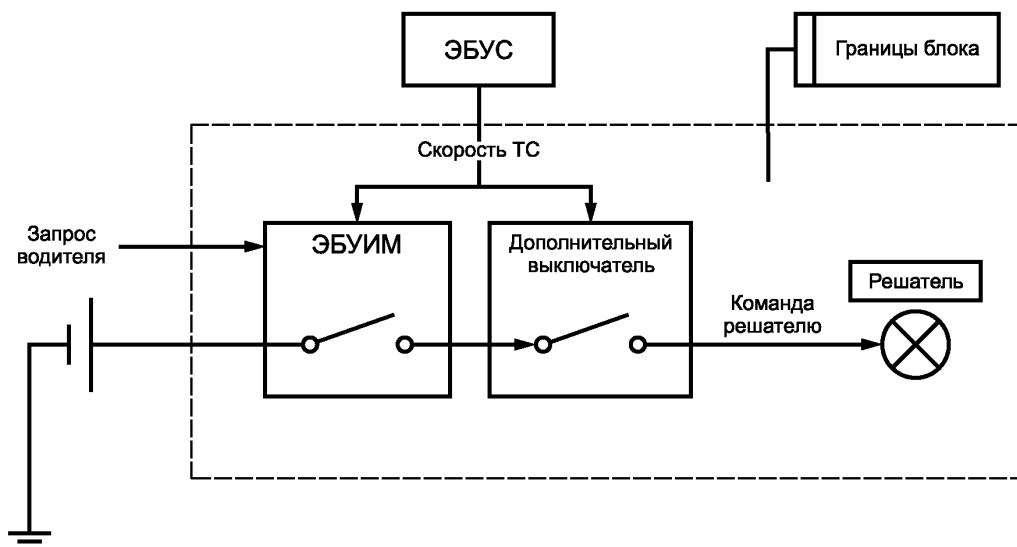 ЭБУС
Границы блока
Скорость ТС
Запрос
водителя
ЭБУИМ
Дополнительный
выключатель
Команда
решателю
Решатель